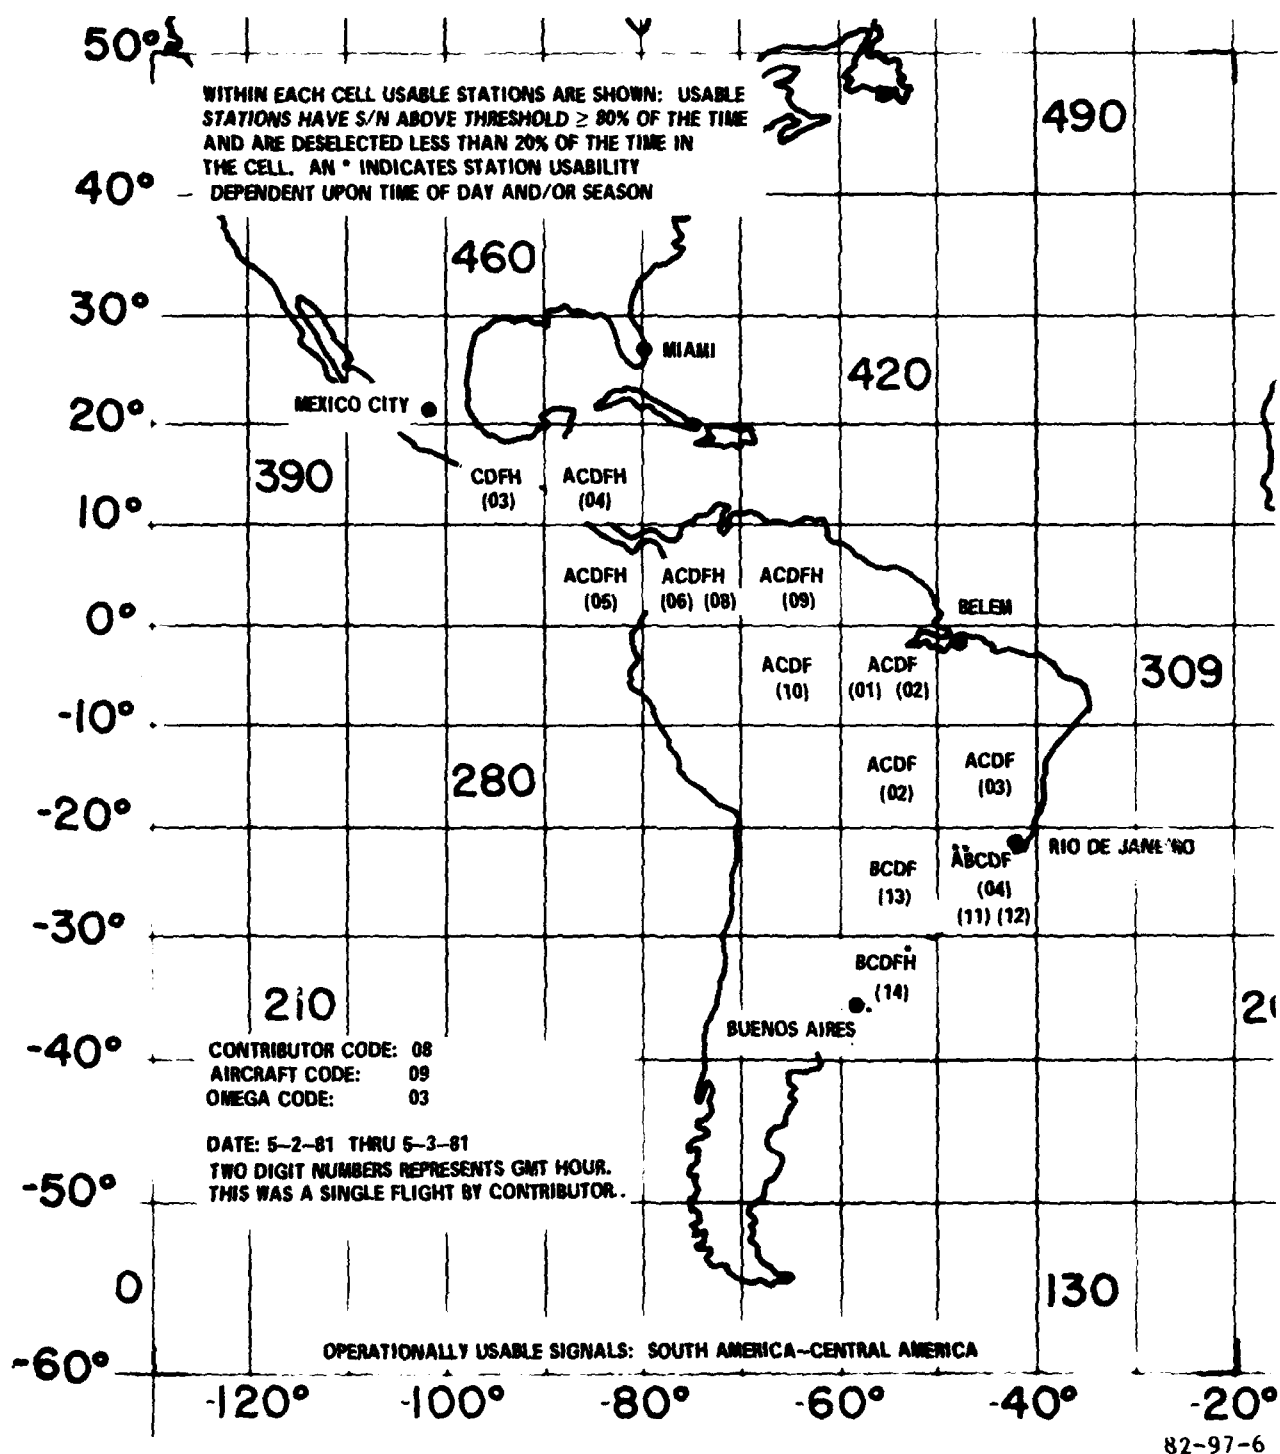 50°
WITHIN EACH CELL USABLE STATIONS ARE SHOWN: USABLE
STATIONS HAVE S/N ABOVE THRESHOLD ≥ 80% OF THE TIME
AND ARE DESELECTED LESS THAN 20% OF THE TIME IN
THE CELL. AN * INDICATES STATION USABILITY
DEPENDENT UPON TIME OF DAY AND/OR SEASON
490
40°
460
30°
MIAMI
420
MEXICO CITY
20°
390
CDFH
(03)
ACDFH
(04)
10°
ACDFH
(05)
ACDFH
(06) (08)
ACDFH
(09)
BELEM
0°
ACDF
(10)
ACDF
(01) (02)
309
-10°
280
ACDF
(02)
ACDF
(03)
-20°
RIO DE JANEIRO
BCDF
(13)
A*B*CDF
(04)
(11) (12)
-30°
BCDFH*
(14)
210
BUENOS AIRES
-40°
CONTRIBUTOR CODE: 08
AIRCRAFT CODE: 09
OMEGA CODE: 03
DATE: 5-2-81 THRU 5-3-81
TWO DIGIT NUMBERS REPRESENTS GMT HOUR.
THIS WAS A SINGLE FLIGHT BY CONTRIBUTOR.
-50°
0
130
OPERATIONALLY USABLE SIGNALS: SOUTH AMERICA-CENTRAL AMERICA
-60°
-120° -100° -80° -60° -40° -20°
82-97-6